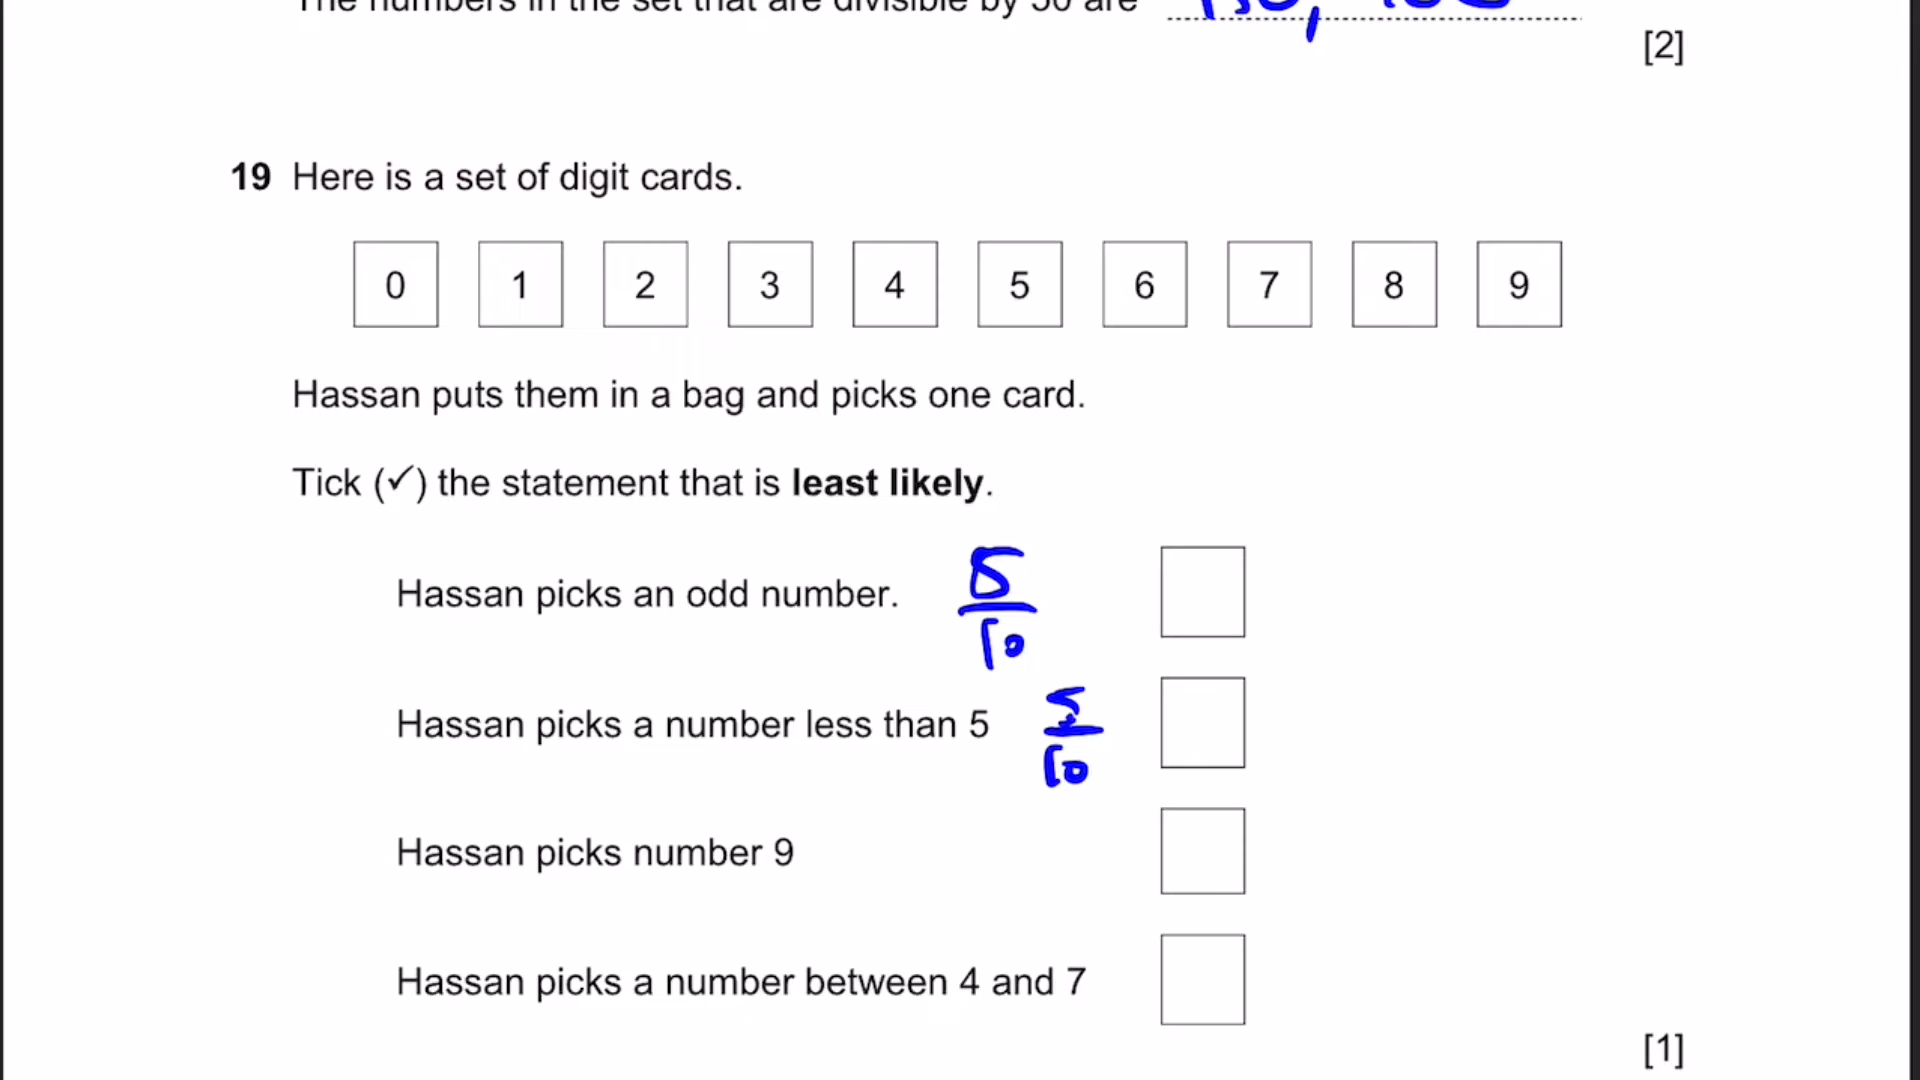 The numbers in the set that are divisible by 50 are
[2]
19 Here is a set of digit cards.
0 1 2 3 4 5 6 7 8 9
Hassan puts them in a bag and picks one card.
Tick (✓) the statement that is least likely.
Hassan picks an odd number. 5/10
Hassan picks a number less than 5 5/10
Hassan picks number 9
Hassan picks a number between 4 and 7
[1]